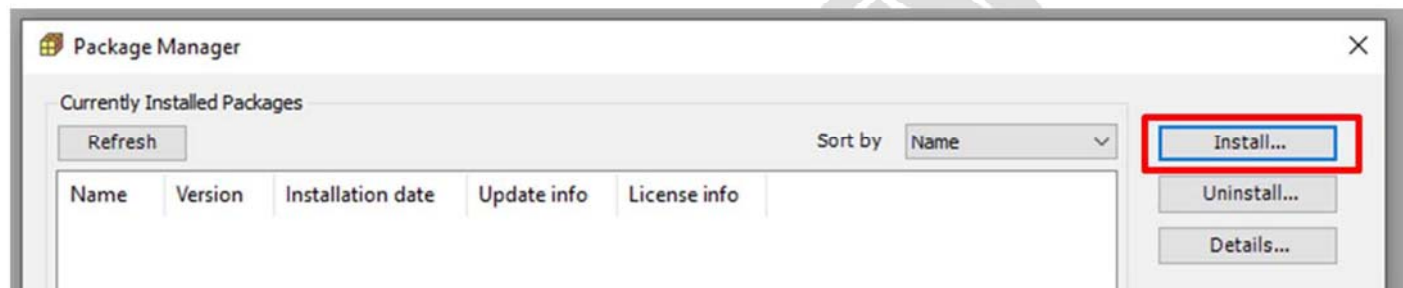 Package Manager
Currently Installed Packages
Refresh
Sort by
Name
Install...
Name Version Installation date Update info License info
Uninstall...
Details...